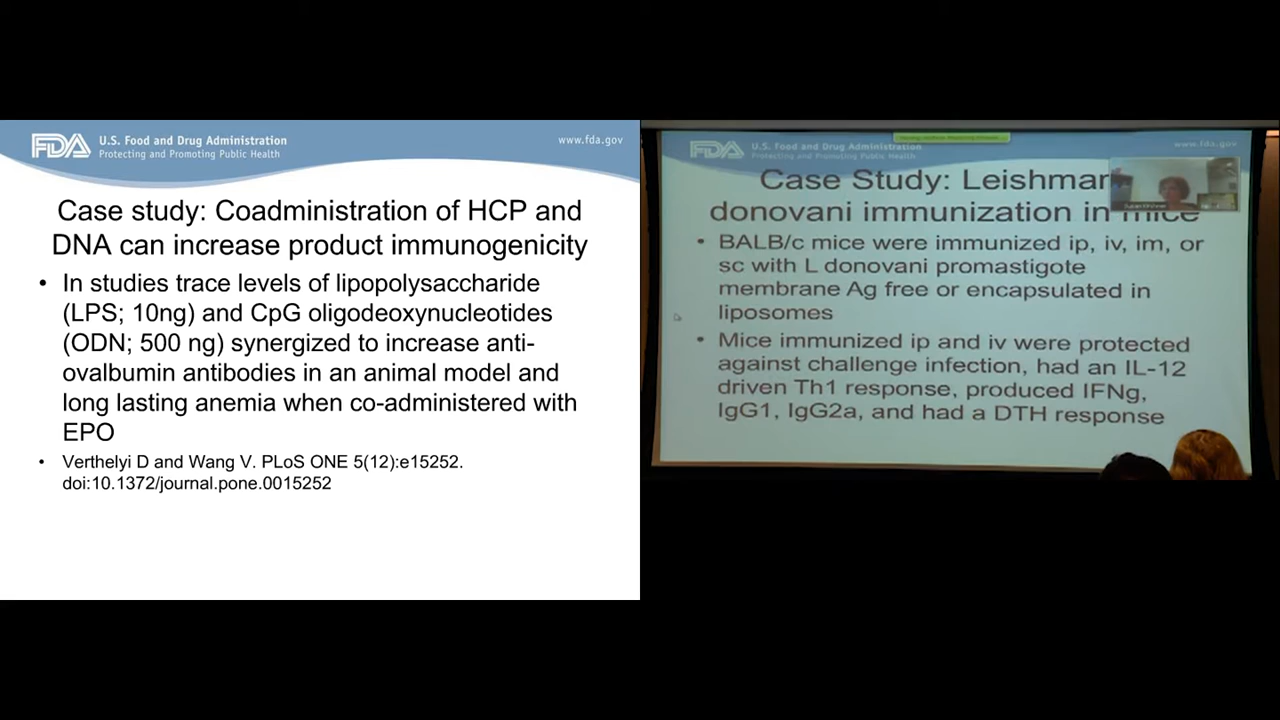 FDA
U.S. Food and Drug Administration
Protecting and Promoting Public Health
www.fda.gov
Case study: Coadministration of HCP and
DNA can increase product immunogenicity
• In studies trace levels of lipopolysaccharide
(LPS; 10ng) and CpG oligodeoxynucleotides
(ODN; 500 ng) synergized to increase anti-
ovalbumin antibodies in an animal model and
long lasting anemia when co-administered with
EPO
• Verthelyi D and Wang V. PLoS ONE 5(12):e15252.
doi:10.1372/journal.pone.0015252
FDA
U.S. Food and Drug Administration
Protecting and Promoting Public Health
www.fda.gov
Case Study: Leishman
donovani immunization in mice
• BALB/c mice were immunized ip, iv, im, or
sc with L donovani promastigote
membrane Ag free or encapsulated in
liposomes
• Mice immunized ip and iv were protected
against challenge infection, had an IL-12
driven Th1 response, produced IFNg,
IgG1, IgG2a, and had a DTH response